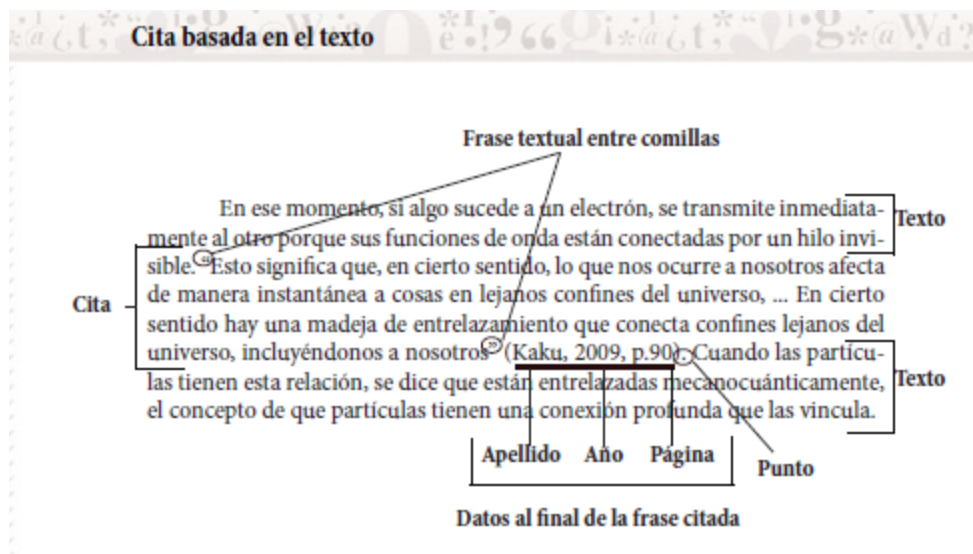 Cita basada en el texto
Frase textual entre comillas
En ese momento, si algo sucede a un electrón, se transmite inmediata-
mente al otro porque sus funciones de onda están conectadas por un hilo invi-
sible. “Esto significa que, en cierto sentido, lo que nos ocurre a nosotros afecta
de manera instantánea a cosas en lejanos confines del universo, ... En cierto
sentido hay una madeja de entrelazamiento que conecta confines lejanos del
universo, incluyéndonos a nosotros” (Kaku, 2009, p.90). Cuando las partícu-
las tienen esta relación, se dice que están entrelazadas mecanocuánticamente,
el concepto de que partículas tienen una conexión profunda que las vincula.
Texto
Cita
Texto
Apellido Año Página
Punto
Datos al final de la frase citada